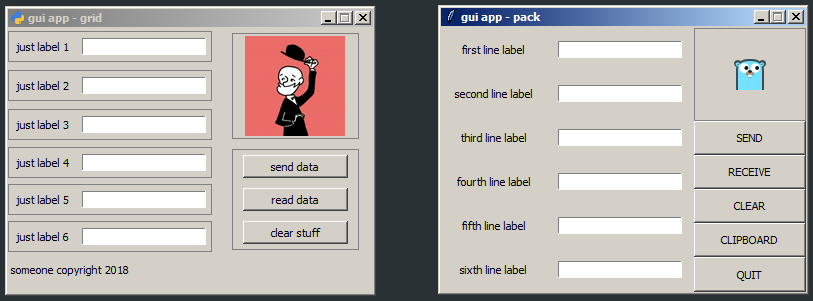 gui app - grid
just label 1
just label 2
just label 3
just label 4
just label 5
just label 6
someone copyright 2018
send data
read data
clear stuff
gui app - pack
first line label
second line label
third line label
fourth line label
fifth line label
sixth line label
SEND
RECEIVE
CLEAR
CLIPBOARD
QUIT